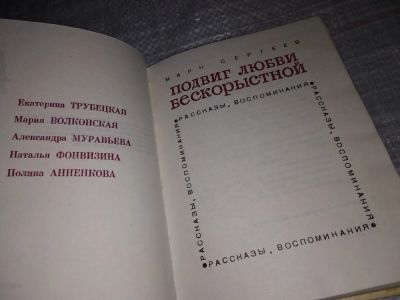 Екатерина ТРУБЕЦКАЯ
Мария ВОЛКОНСКАЯ
Александра МУРАВЬЕВА
Наталья ФОНВИЗИНА
Полина АННЕНКОВА
МАРК СЕРГЕЕВ
ПОДВИГ ЛЮБВИ
БЕСКОРЫСТНОЙ
•РАССКАЗЫ, ВОСПОМИНАНИЯ•
РАССКАЗЫ, ВОСПОМИНАНИЯ•
РАССКАЗЫ, ВОСПОМИНАНИЯ
•РАССКАЗЫ, ВОСПОМИНАНИЯ•